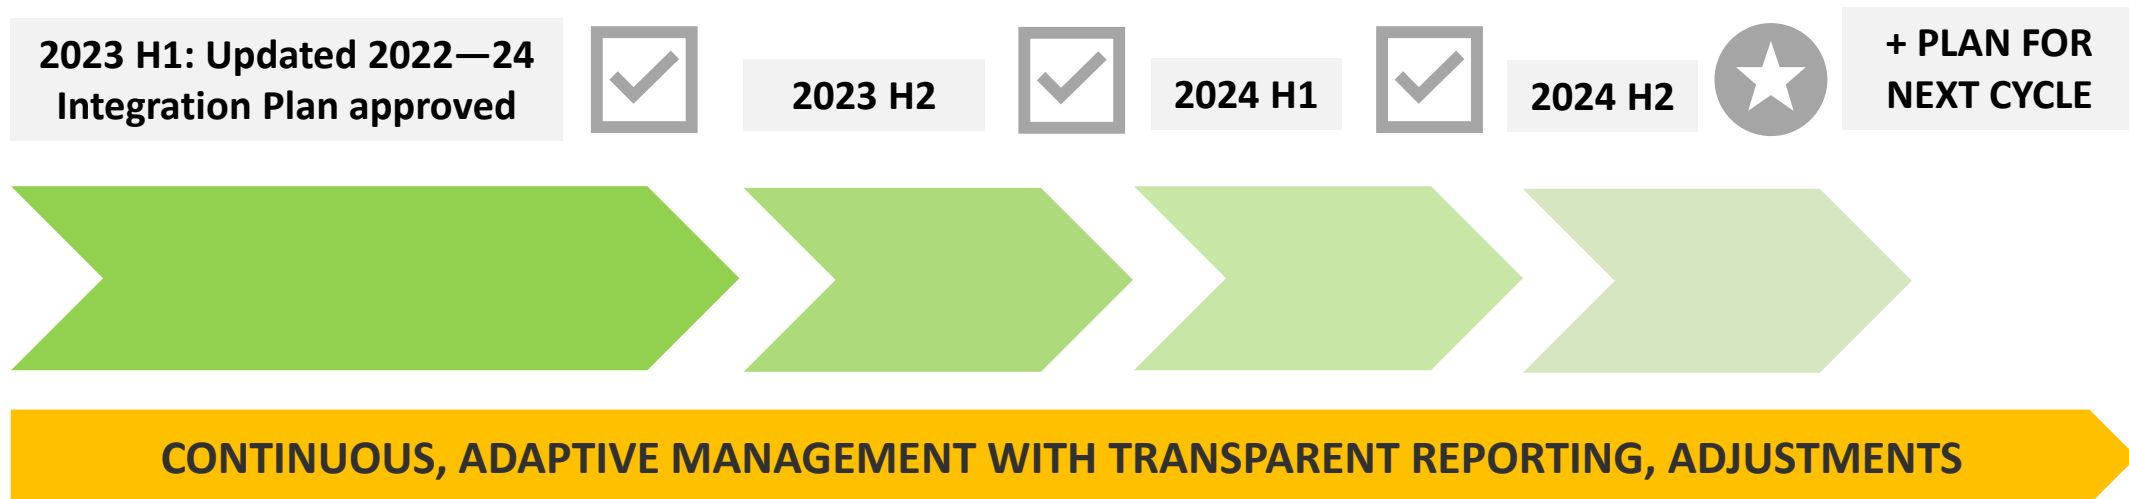 2023 H1: Updated 2022—24
Integration Plan approved
2023 H2
2024 H1
2024 H2
+ PLAN FOR
NEXT CYCLE
CONTINUOUS, ADAPTIVE MANAGEMENT WITH TRANSPARENT REPORTING, ADJUSTMENTS